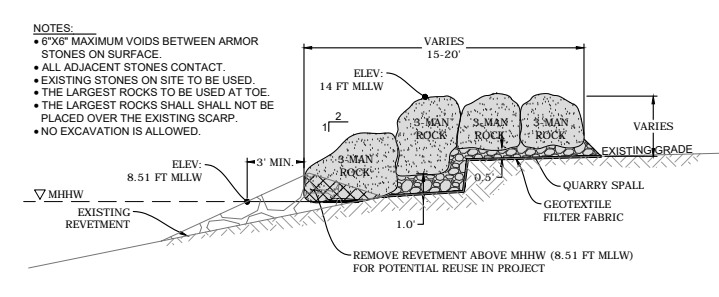 NOTES:
• 6"X6" MAXIMUM VOIDS BETWEEN ARMOR
STONES ON SURFACE.
• ALL ADJACENT STONES CONTACT.
• EXISTING STONES ON SITE TO BE USED.
• THE LARGEST ROCKS TO BE USED AT TOE.
• THE LARGEST ROCKS SHALL SHALL NOT BE
PLACED OVER THE EXISTING SCARP.
• NO EXCAVATION IS ALLOWED.
VARIES
15-20'
ELEV:
14 FT MLLW
2
1
3-MAN
ROCK
3-MAN
ROCK
3-MAN
ROCK
3-MAN
ROCK
VARIES
EXISTING GRADE
ELEV:
8.51 FT MLLW
3' MIN.
0.5'
QUARRY SPALL
MHHW
GEOTEXTILE
FILTER FABRIC
EXISTING
REVETMENT
1.0'
REMOVE REVETMENT ABOVE MHHW (8.51 FT MLLW)
FOR POTENTIAL REUSE IN PROJECT